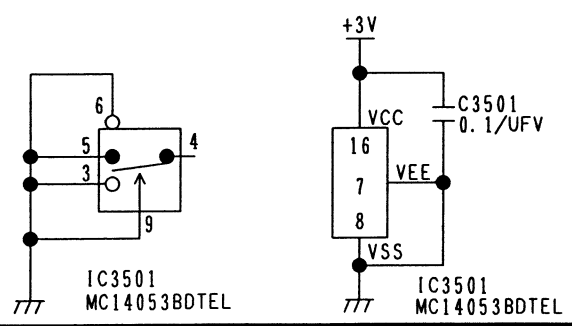 +3V
6
C3501
0.1/UFV
VCC
5
4
16
3
7
VEE
9
8
VSS
IC3501
MC14053BDTEL
IC3501
MC14053BDTEL